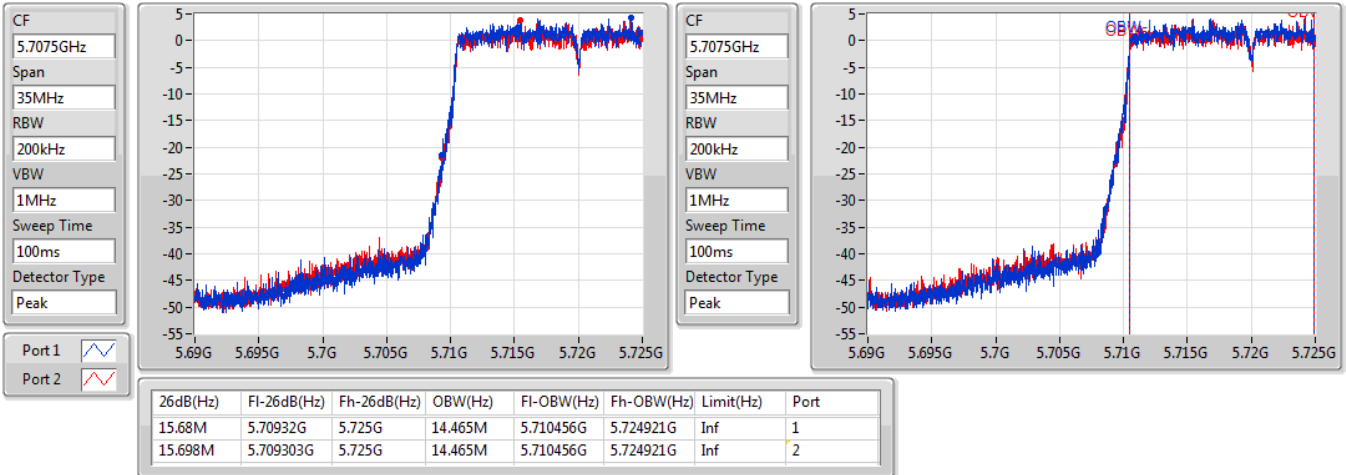 CF
5.7075GHz
Span
35MHz
RBW
200kHz
VBW
1MHz
Sweep Time
100ms
Detector Type
Peak
5
0
-5
-10
-15
-20
-25
-30
-35
-40
-45
-50
-55
5.69G 5.695G 5.7G 5.705G 5.71G 5.715G 5.72G 5.725G
CF
5.7075GHz
Span
35MHz
RBW
200kHz
VBW
1MHz
Sweep Time
100ms
Detector Type
Peak
5
0
-5
-10
-15
-20
-25
-30
-35
-40
-45
-50
-55
OBW
5.69G 5.695G 5.7G 5.705G 5.71G 5.715G 5.72G 5.725G
Port 1
Port 2
26dB(Hz) Fl-26dB(Hz) Fh-26dB(Hz) OBW(Hz) Fl-OBW(Hz) Fh-OBW(Hz) Limit(Hz) Port
15.68M 5.70932G 5.725G 14.465M 5.710456G 5.724921G Inf 1
15.698M 5.709303G 5.725G 14.465M 5.710456G 5.724921G Inf 2